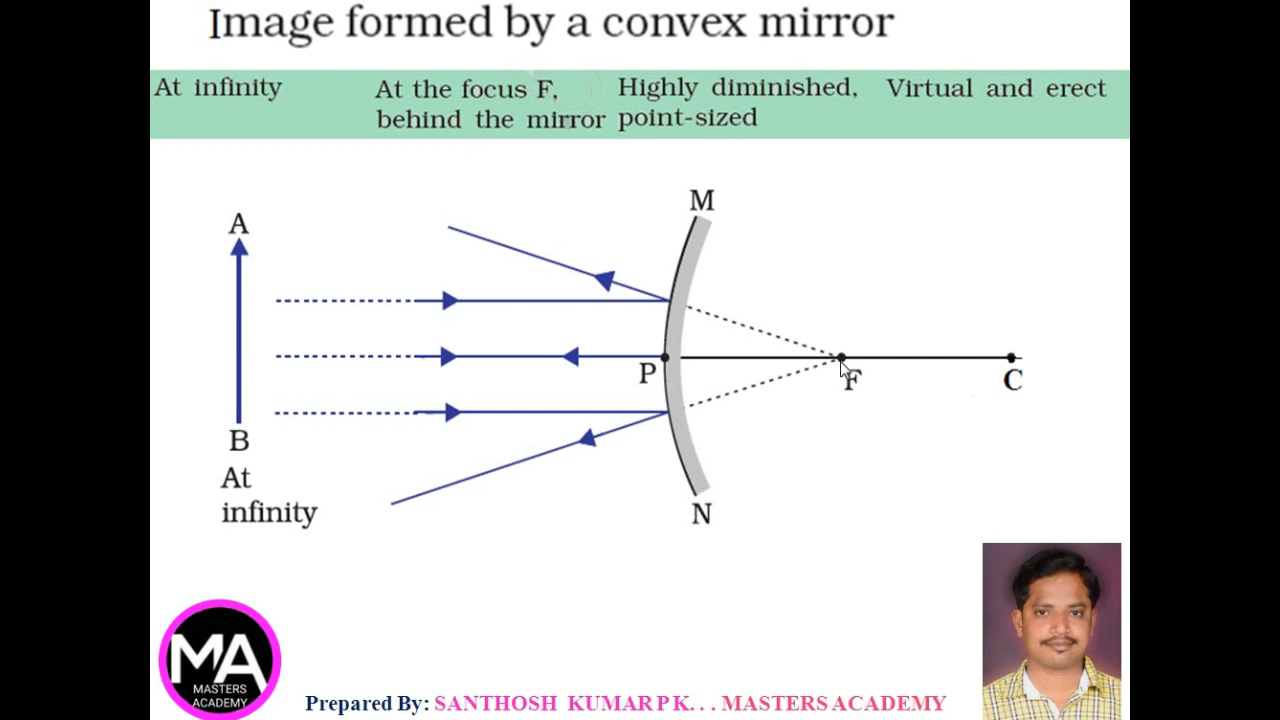 Image formed by a convex mirror
At infinity
At the focus F,
behind the mirror
Highly diminished,
point-sized
Virtual and erect
M
A
P
F
C
B
At
infinity
N
MA
MASTERS
ACADEMY
Prepared By: SANTHOSH KUMAR P K. . . MASTERS ACADEMY